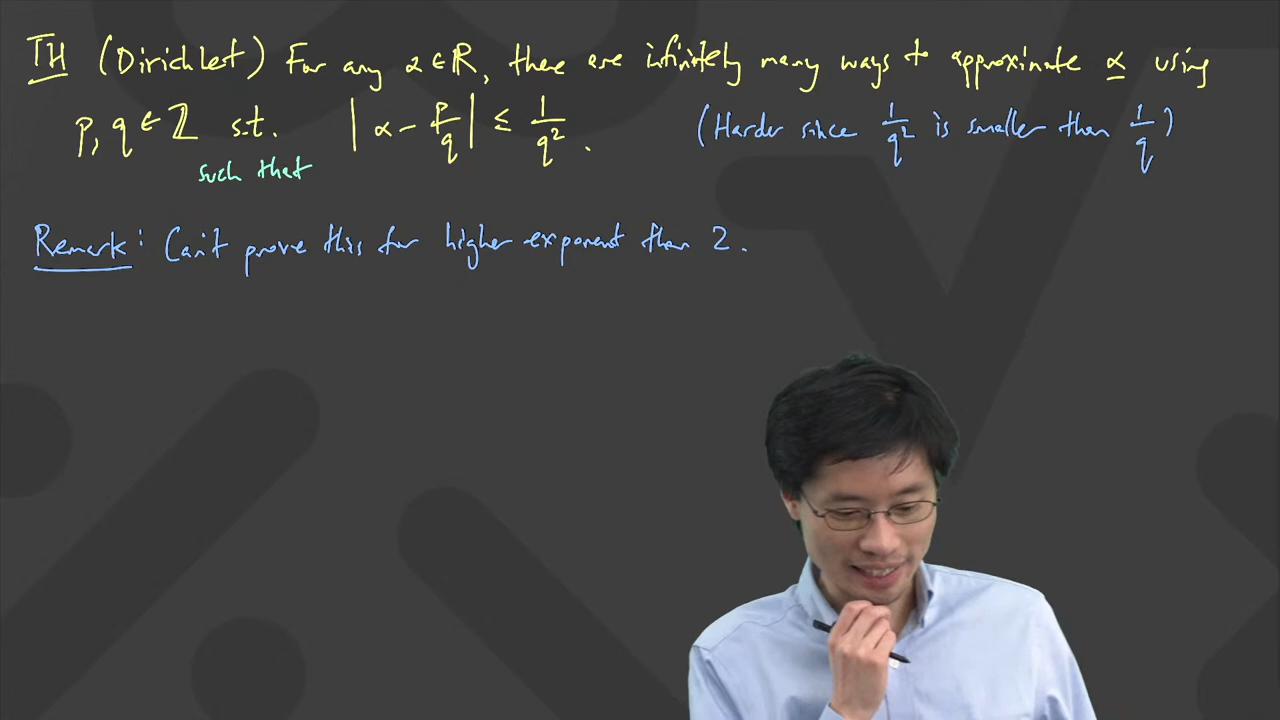 TH (Dirichlet) For any α∈ℝ, there are infinitely many ways to approximate α using
p, q ∈ ℤ s.t. |α − p/q| ≤ 1/q². (Harder since 1/q² is smaller than 1/q)
such that
Remark: Can't prove this for higher exponent than 2.